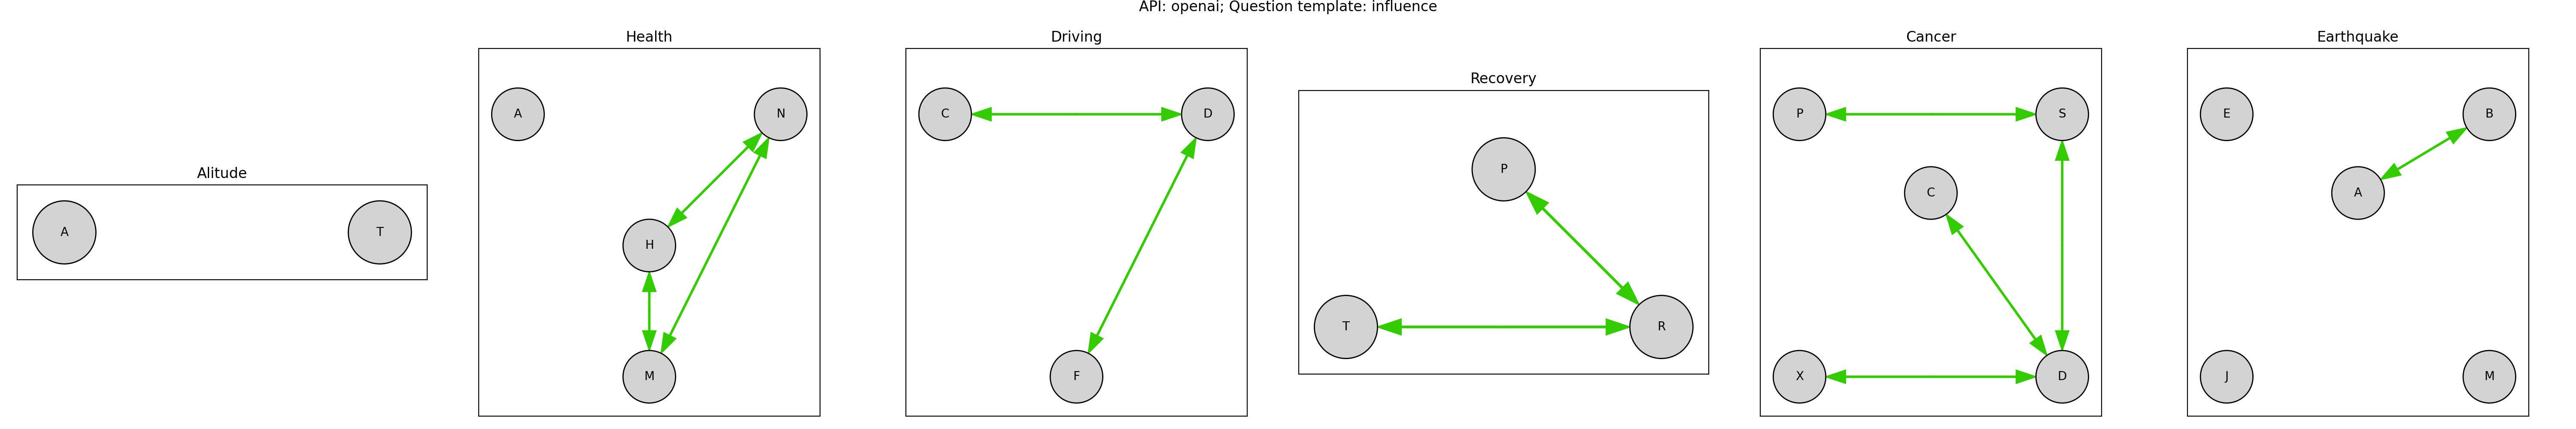 API: openai; Question template: influence
Alitude
A
T
Health
A
N
H
M
Driving
C
D
F
Recovery
P
T
R
Cancer
P
S
C
X
D
Earthquake
E
B
A
J
M